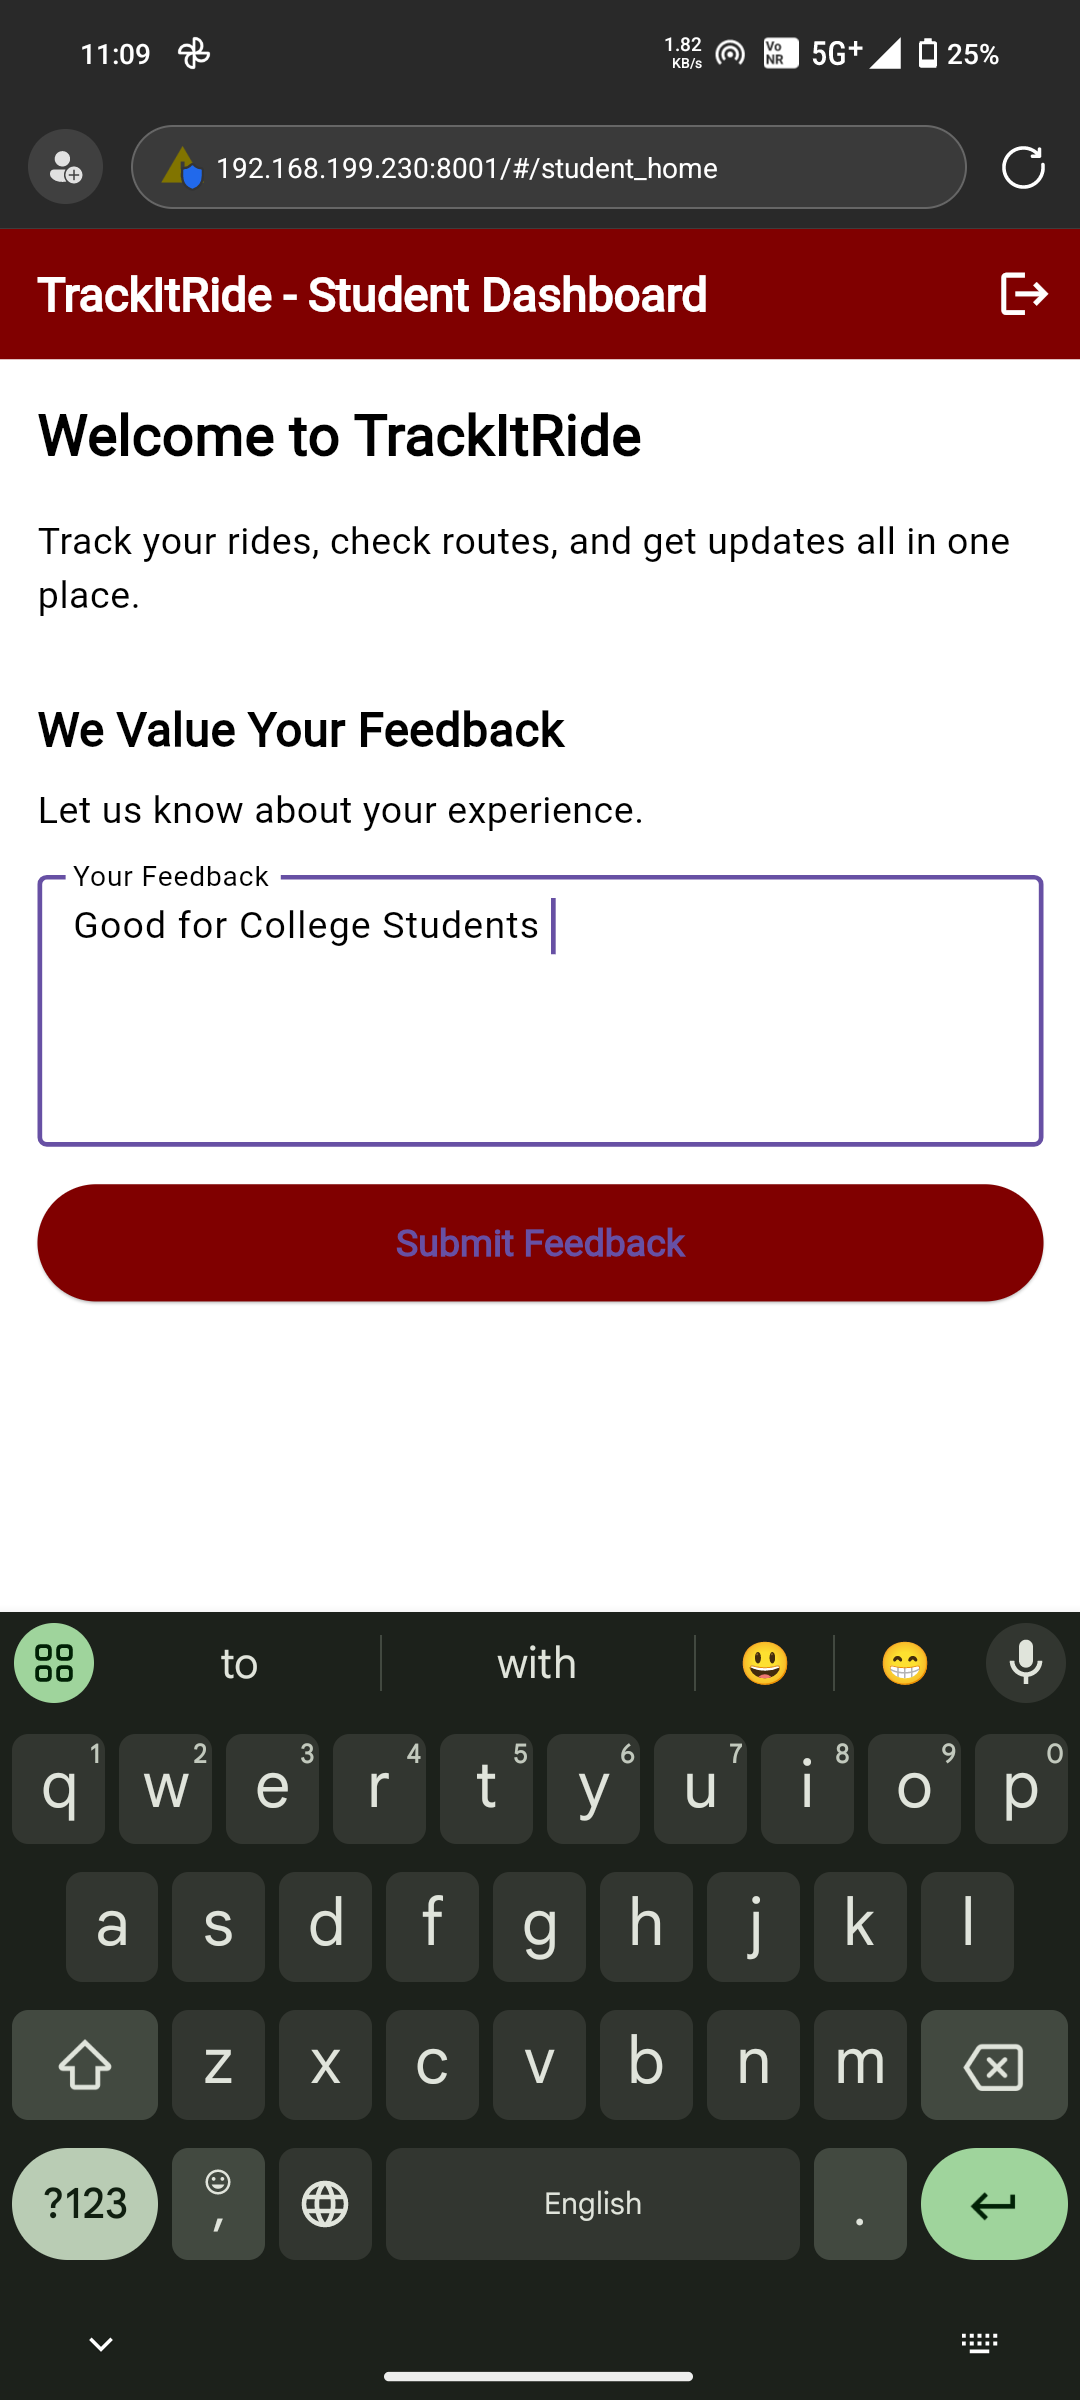 11:09
1.82 KB/s VoNR 5G+ 25%
192.168.199.230:8001/#/student_home
TrackItRide - Student Dashboard
Welcome to TrackItRide
Track your rides, check routes, and get updates all in one
place.
We Value Your Feedback
Let us know about your experience.
Your Feedback
Good for College Students
Submit Feedback
to with
q1 w2 e3 r4 t5 y6 u7 i8 o9 p0
a s d f g h j k l
z x c v b n m
?123 , English .